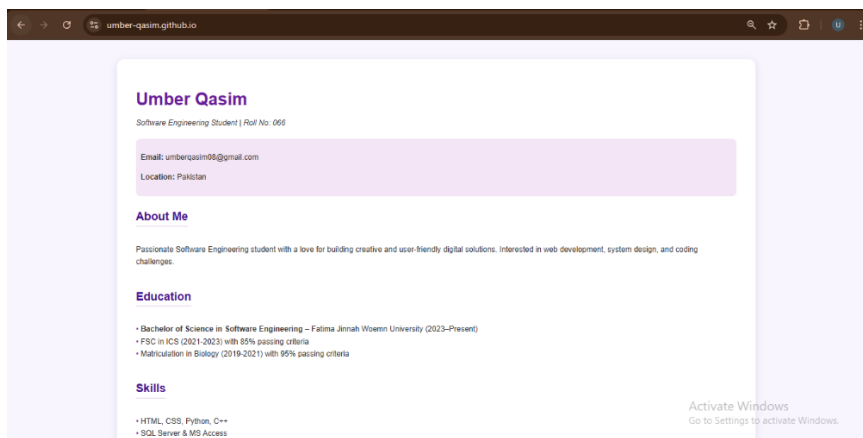 umber-qasim.github.io
U
Umber Qasim
Software Engineering Student | Roll No: 066
Email: umberqasim08@gmail.com
Location: Pakistan
About Me
Passionate Software Engineering student with a love for building creative and user-friendly digital solutions. Interested in web development, system design, and coding
challenges.
Education
• Bachelor of Science in Software Engineering – Fatima Jinnah Woemn University (2023–Present)
• FSC in ICS (2021-2023) with 85% passing criteria
• Matriculation in Biology (2019-2021) with 95% passing criteria
Skills
• HTML, CSS, Python, C++
• SQL Server & MS Access
Activate Windows
Go to Settings to activate Windows.